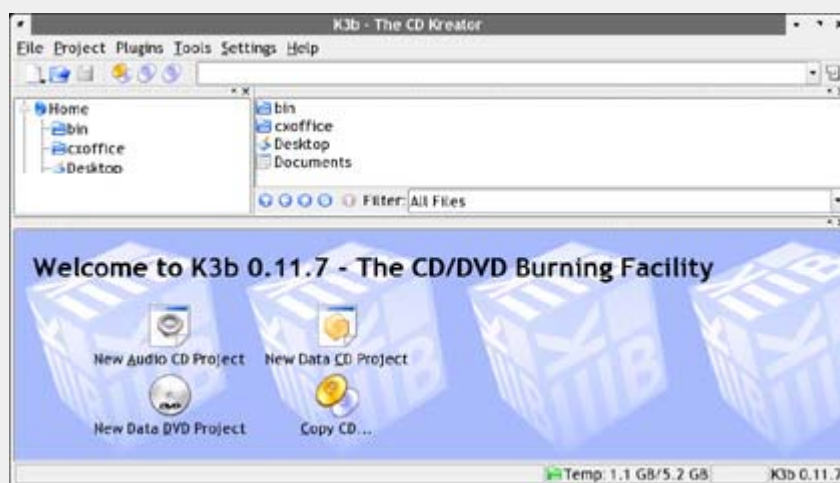 K3b - The CD Kreator
File Project Plugins Tools Settings Help
Home
bin
cxoffice
Desktop
bin
cxoffice
Desktop
Documents
Filter: All Files
Welcome to K3b 0.11.7 - The CD/DVD Burning Facility
New Audio CD Project New Data CD Project
New Data DVD Project Copy CD...
Temp: 1.1 GB/5.2 GB K3b 0.11.7